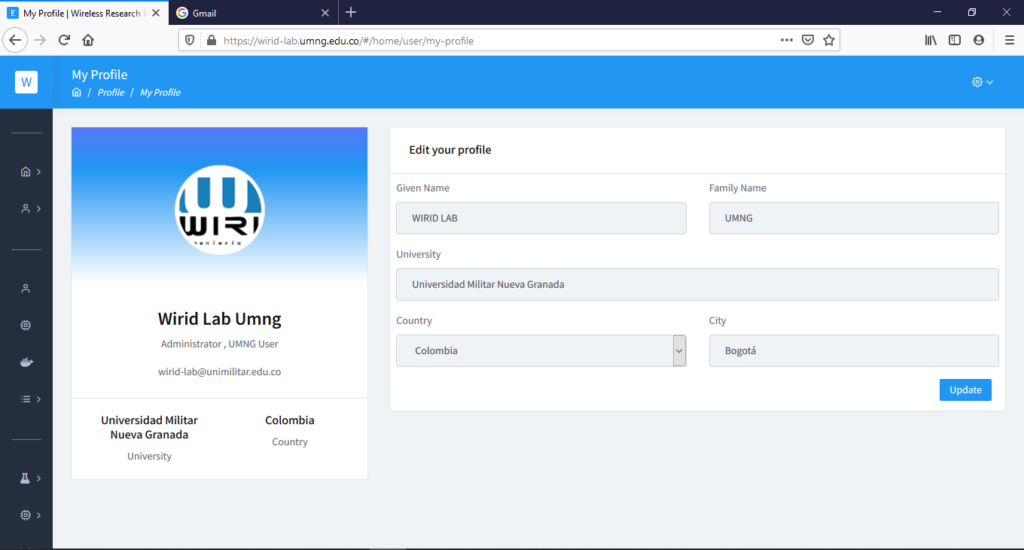 E
My Profile | Wireless Research I
Gmail
https://wirid-lab.umng.edu.co/#/home/user/my-profile
W
My Profile
/ Profile / My Profile
WIRI
ngeniería
Wirid Lab Umng
Administrator , UMNG User
wirid-lab@unimilitar.edu.co
Universidad Militar
Nueva Granada
University
Colombia
Country
Edit your profile
Given Name
WIRID LAB
Family Name
UMNG
University
Universidad Militar Nueva Granada
Country
Colombia
City
Bogotá
Update